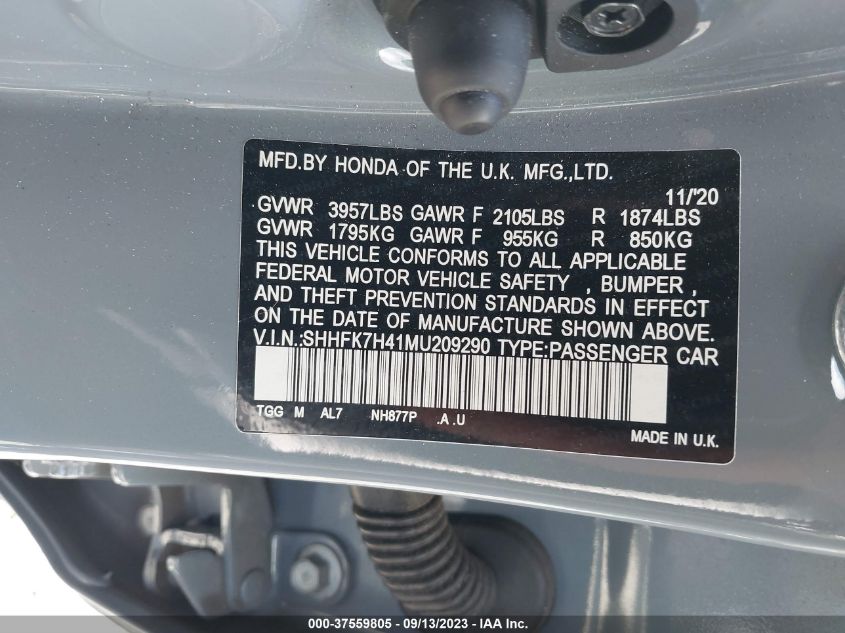 MFD.BY HONDA OF THE U.K. MFG.,LTD.
11/'20
GVWR 3957LBS GAWR F 2105LBS R 1874LBS
GVWR 1795KG GAWR F 955KG R 850KG
THIS VEHICLE CONFORMS TO ALL APPLICABLE
FEDERAL MOTOR VEHICLE SAFETY , BUMPER ,
AND THEFT PREVENTION STANDARDS IN EFFECT
ON THE DATE OF MANUFACTURE SHOWN ABOVE.
V.I.N.:SHHFK7H41MU209290 TYPE:PASSENGER CAR
TGG M AL7 NH877P .A .U
MADE IN U.K.
000-37559805 - 09/13/2023 - IAA Inc.